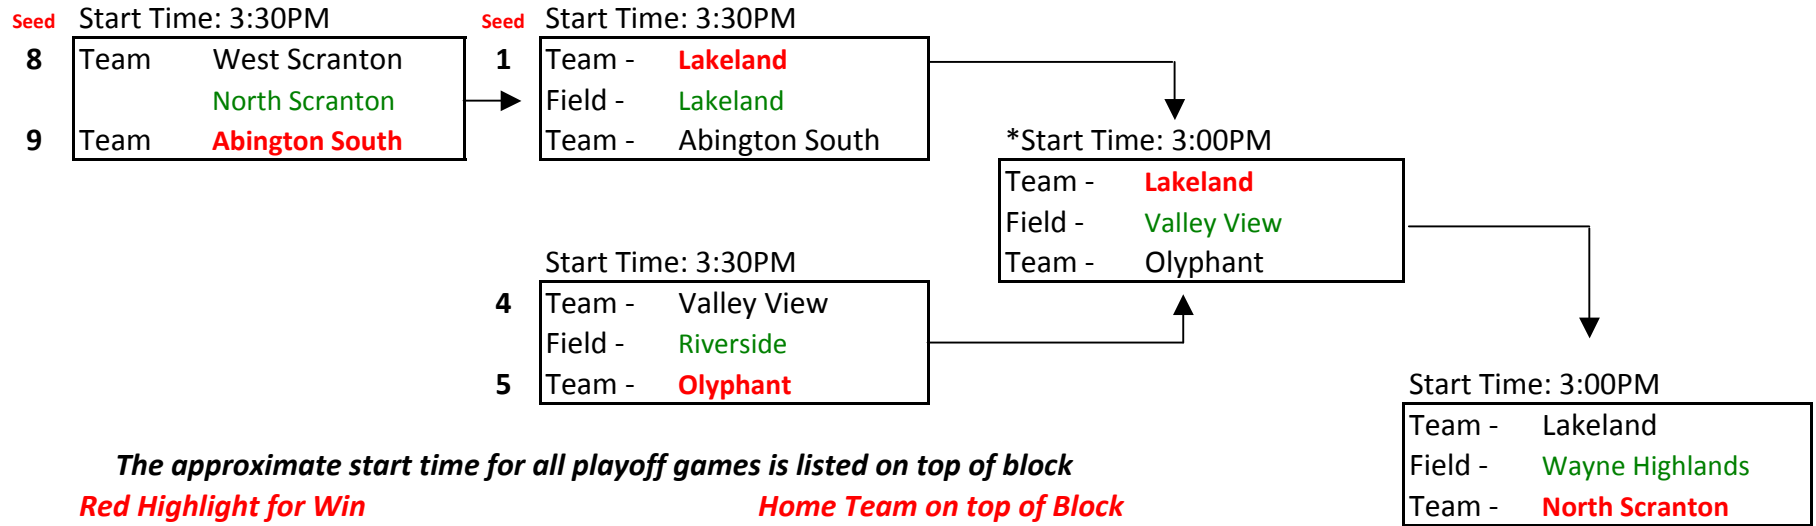 Seed Start Time: 3:30PM
8 Team West Scranton
North Scranton
9 Team Abington South
Seed Start Time: 3:30PM
1 Team - Lakeland
Field - Lakeland
Team - Abington South
*Start Time: 3:00PM
Team - Lakeland
Field - Valley View
Team - Olyphant
Start Time: 3:30PM
4 Team - Valley View
Field - Riverside
5 Team - Olyphant
Start Time: 3:00PM
Team - Lakeland
Field - Wayne Highlands
Team - North Scranton
The approximate start time for all playoff games is listed on top of block
Red Highlight for Win
Home Team on top of Block